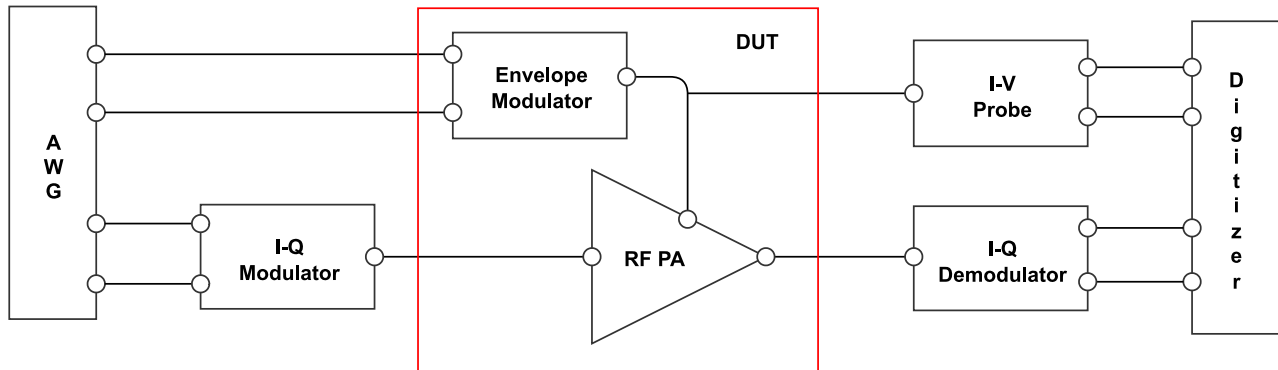 A
W
G
Envelope
Modulator
DUT
I-V
Probe
D
i
g
i
t
i
z
e
r
I-Q
Modulator
RF PA
I-Q
Demodulator